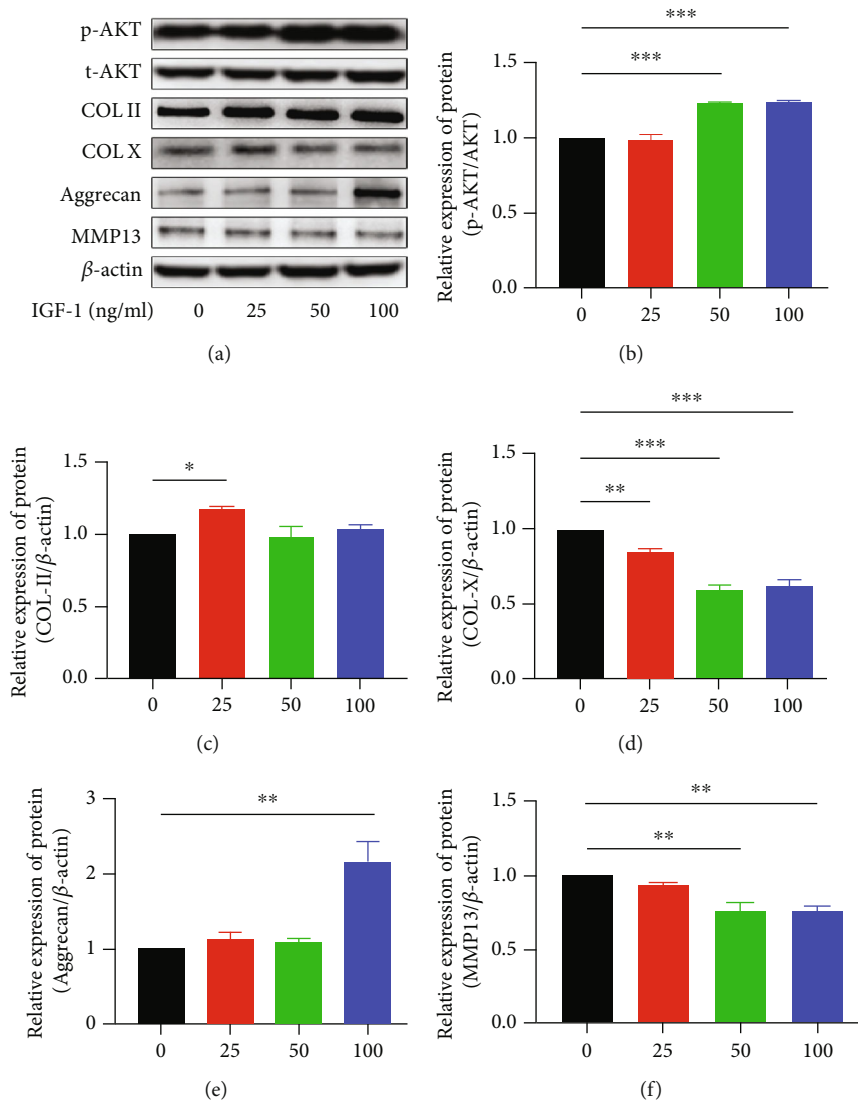 p-AKT
t-AKT
COL II
COL X
Aggrecan
MMP13
β-actin
IGF-1 (ng/ml) 0 25 50 100
(a)
Relative expression of protein
(p-AKT/AKT)
1.5
1.0
0.5
0.0
***
***
0 25 50 100
(b)
Relative expression of protein
(COL-II/β-actin)
1.5
1.0
0.5
0.0
*
0 25 50 100
(c)
Relative expression of protein
(COL-X/β-actin)
1.5
1.0
0.5
0.0
***
***
**
0 25 50 100
(d)
Relative expression of protein
(Aggrecan/β-actin)
3
2
1
0
**
0 25 50 100
(e)
Relative expression of protein
(MMP13/β-actin)
1.5
1.0
0.5
0.0
**
**
0 25 50 100
(f)